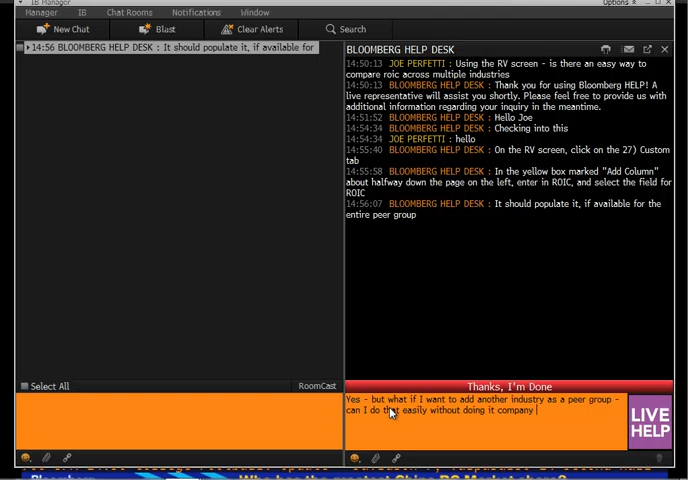 IB Manager
Options
Manager IB Chat Rooms Notifications Window
New Chat Blast Clear Alerts Search
14:56 BLOOMBERG HELP DESK : It should populate it, if available for
BLOOMBERG HELP DESK
14:50:13 JOE PERFETTI : Using the RV screen - is there an easy way to
compare roic across multiple industries
14:50:13 BLOOMBERG HELP DESK : Thank you for using Bloomberg HELP! A
live representative will assist you shortly. Please feel free to provide us with
additional information regarding your inquiry in the meantime.
14:51:52 BLOOMBERG HELP DESK : Hello Joe
14:54:34 BLOOMBERG HELP DESK : Checking into this
14:54:34 JOE PERFETTI : hello
14:55:40 BLOOMBERG HELP DESK : On the RV screen, click on the 27) Custom
tab
14:55:58 BLOOMBERG HELP DESK : In the yellow box marked "Add Column"
about halfway down the page on the left, enter in ROIC, and select the field for
ROIC
14:56:07 BLOOMBERG HELP DESK : It should populate it, if available for the
entire peer group
Select All
RoomCast
Thanks, I'm Done
Yes - but what if I want to add another industry as a peer group -
can I do that easily without doing it company
LIVE
HELP